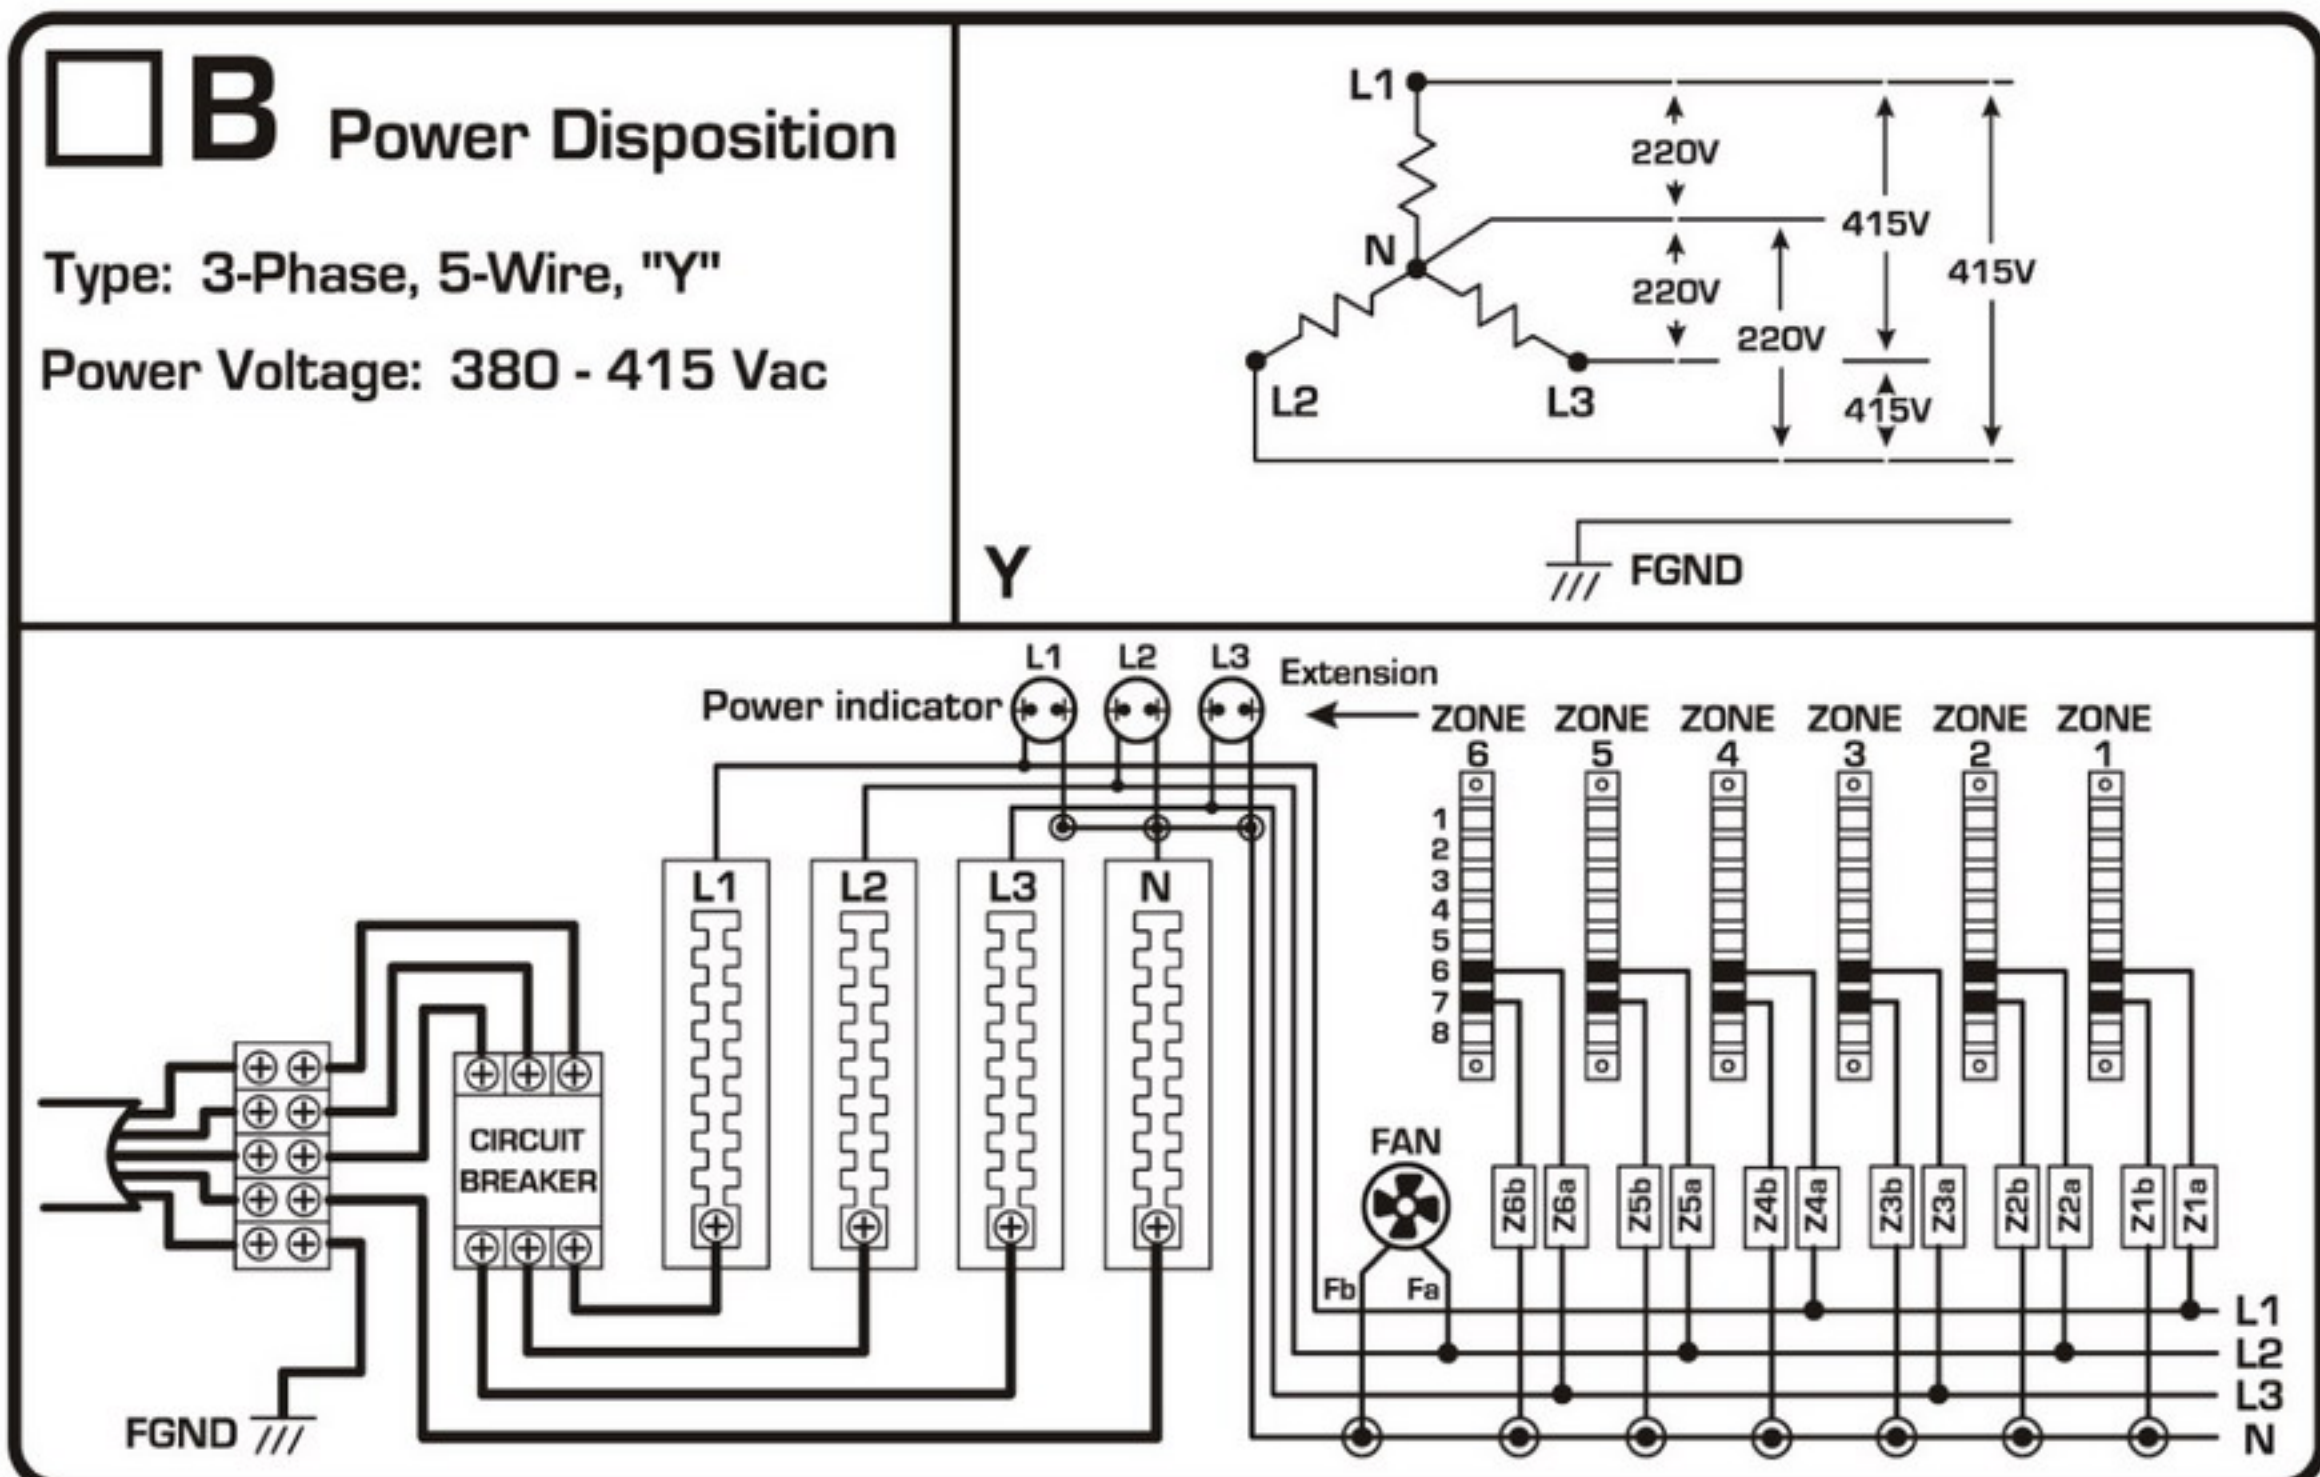 B Power Disposition
Type: 3-Phase, 5-Wire, "Y"
Power Voltage: 380 - 415 Vac
L1
220V
415V
N
415V
220V
220V
L2
L3
415V
Y
FGND
L1 L2 L3
Power indicator
Extension
ZONE 6
ZONE 5
ZONE 4
ZONE 3
ZONE 2
ZONE 1
1
2
3
4
5
6
7
8
L1
L2
L3
N
CIRCUIT
BREAKER
FGND
FAN
Fb
Fa
Z6b
Z6a
Z5b
Z5a
Z4b
Z4a
Z3b
Z3a
Z2b
Z2a
Z1b
Z1a
L1
L2
L3
N